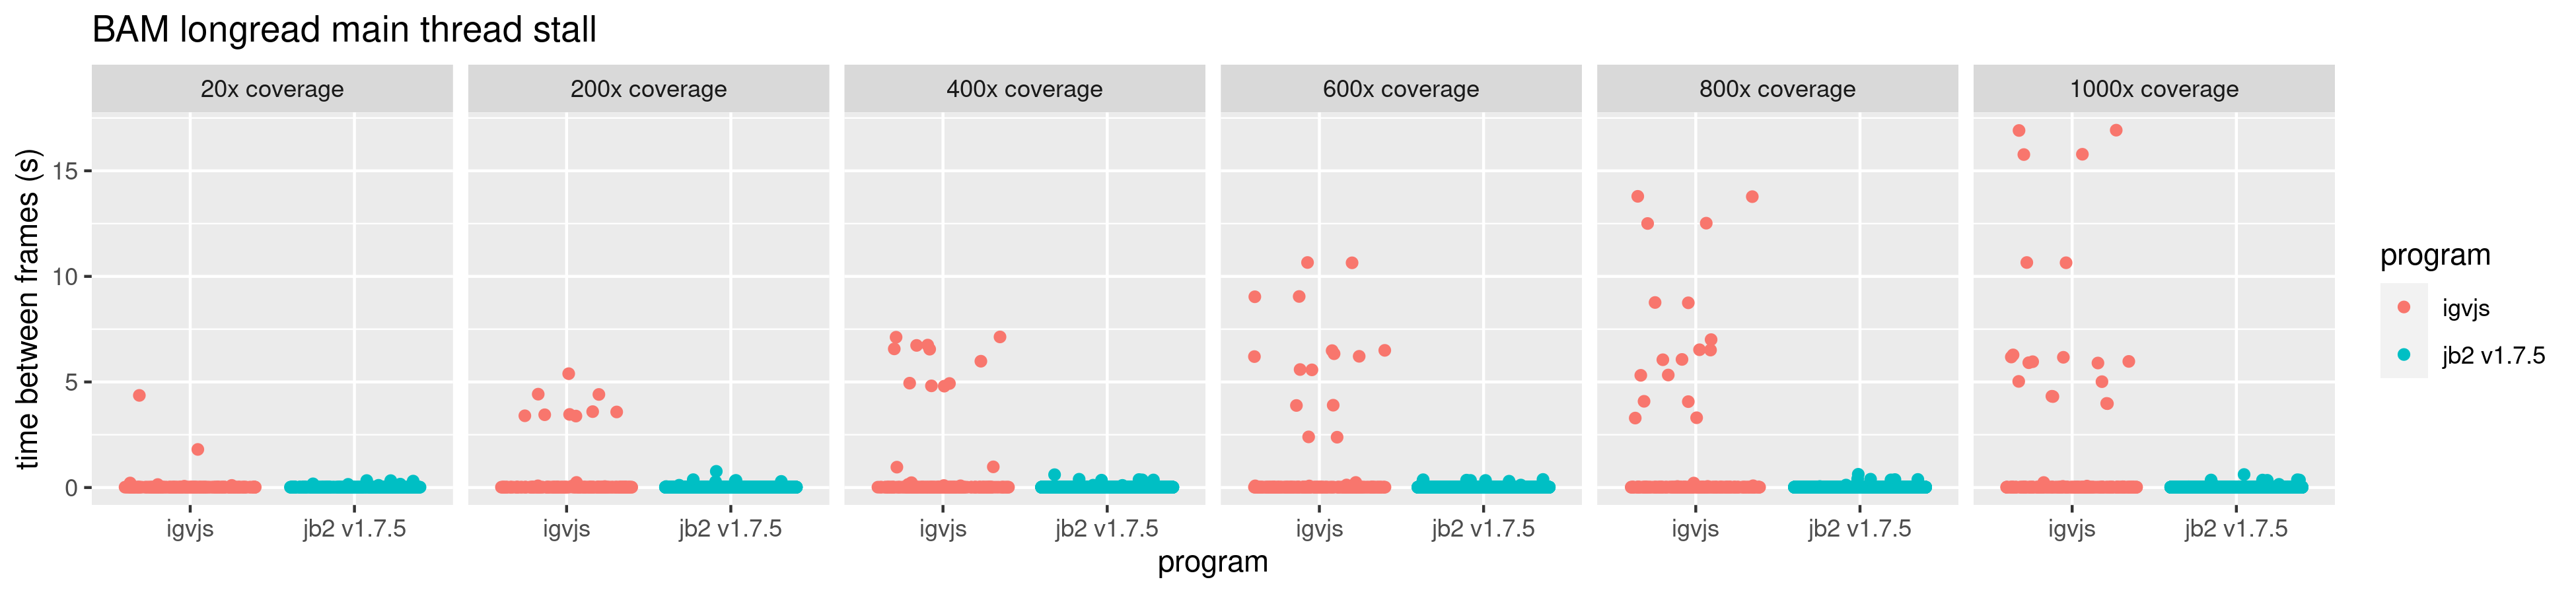 BAM longread main thread stall
20x coverage 200x coverage 400x coverage 600x coverage 800x coverage 1000x coverage
time between frames (s)
15
10
5
0
igvjs jb2 v1.7.5 igvjs jb2 v1.7.5 igvjs jb2 v1.7.5 igvjs jb2 v1.7.5 igvjs jb2 v1.7.5 igvjs jb2 v1.7.5
program
program
igvjs
jb2 v1.7.5